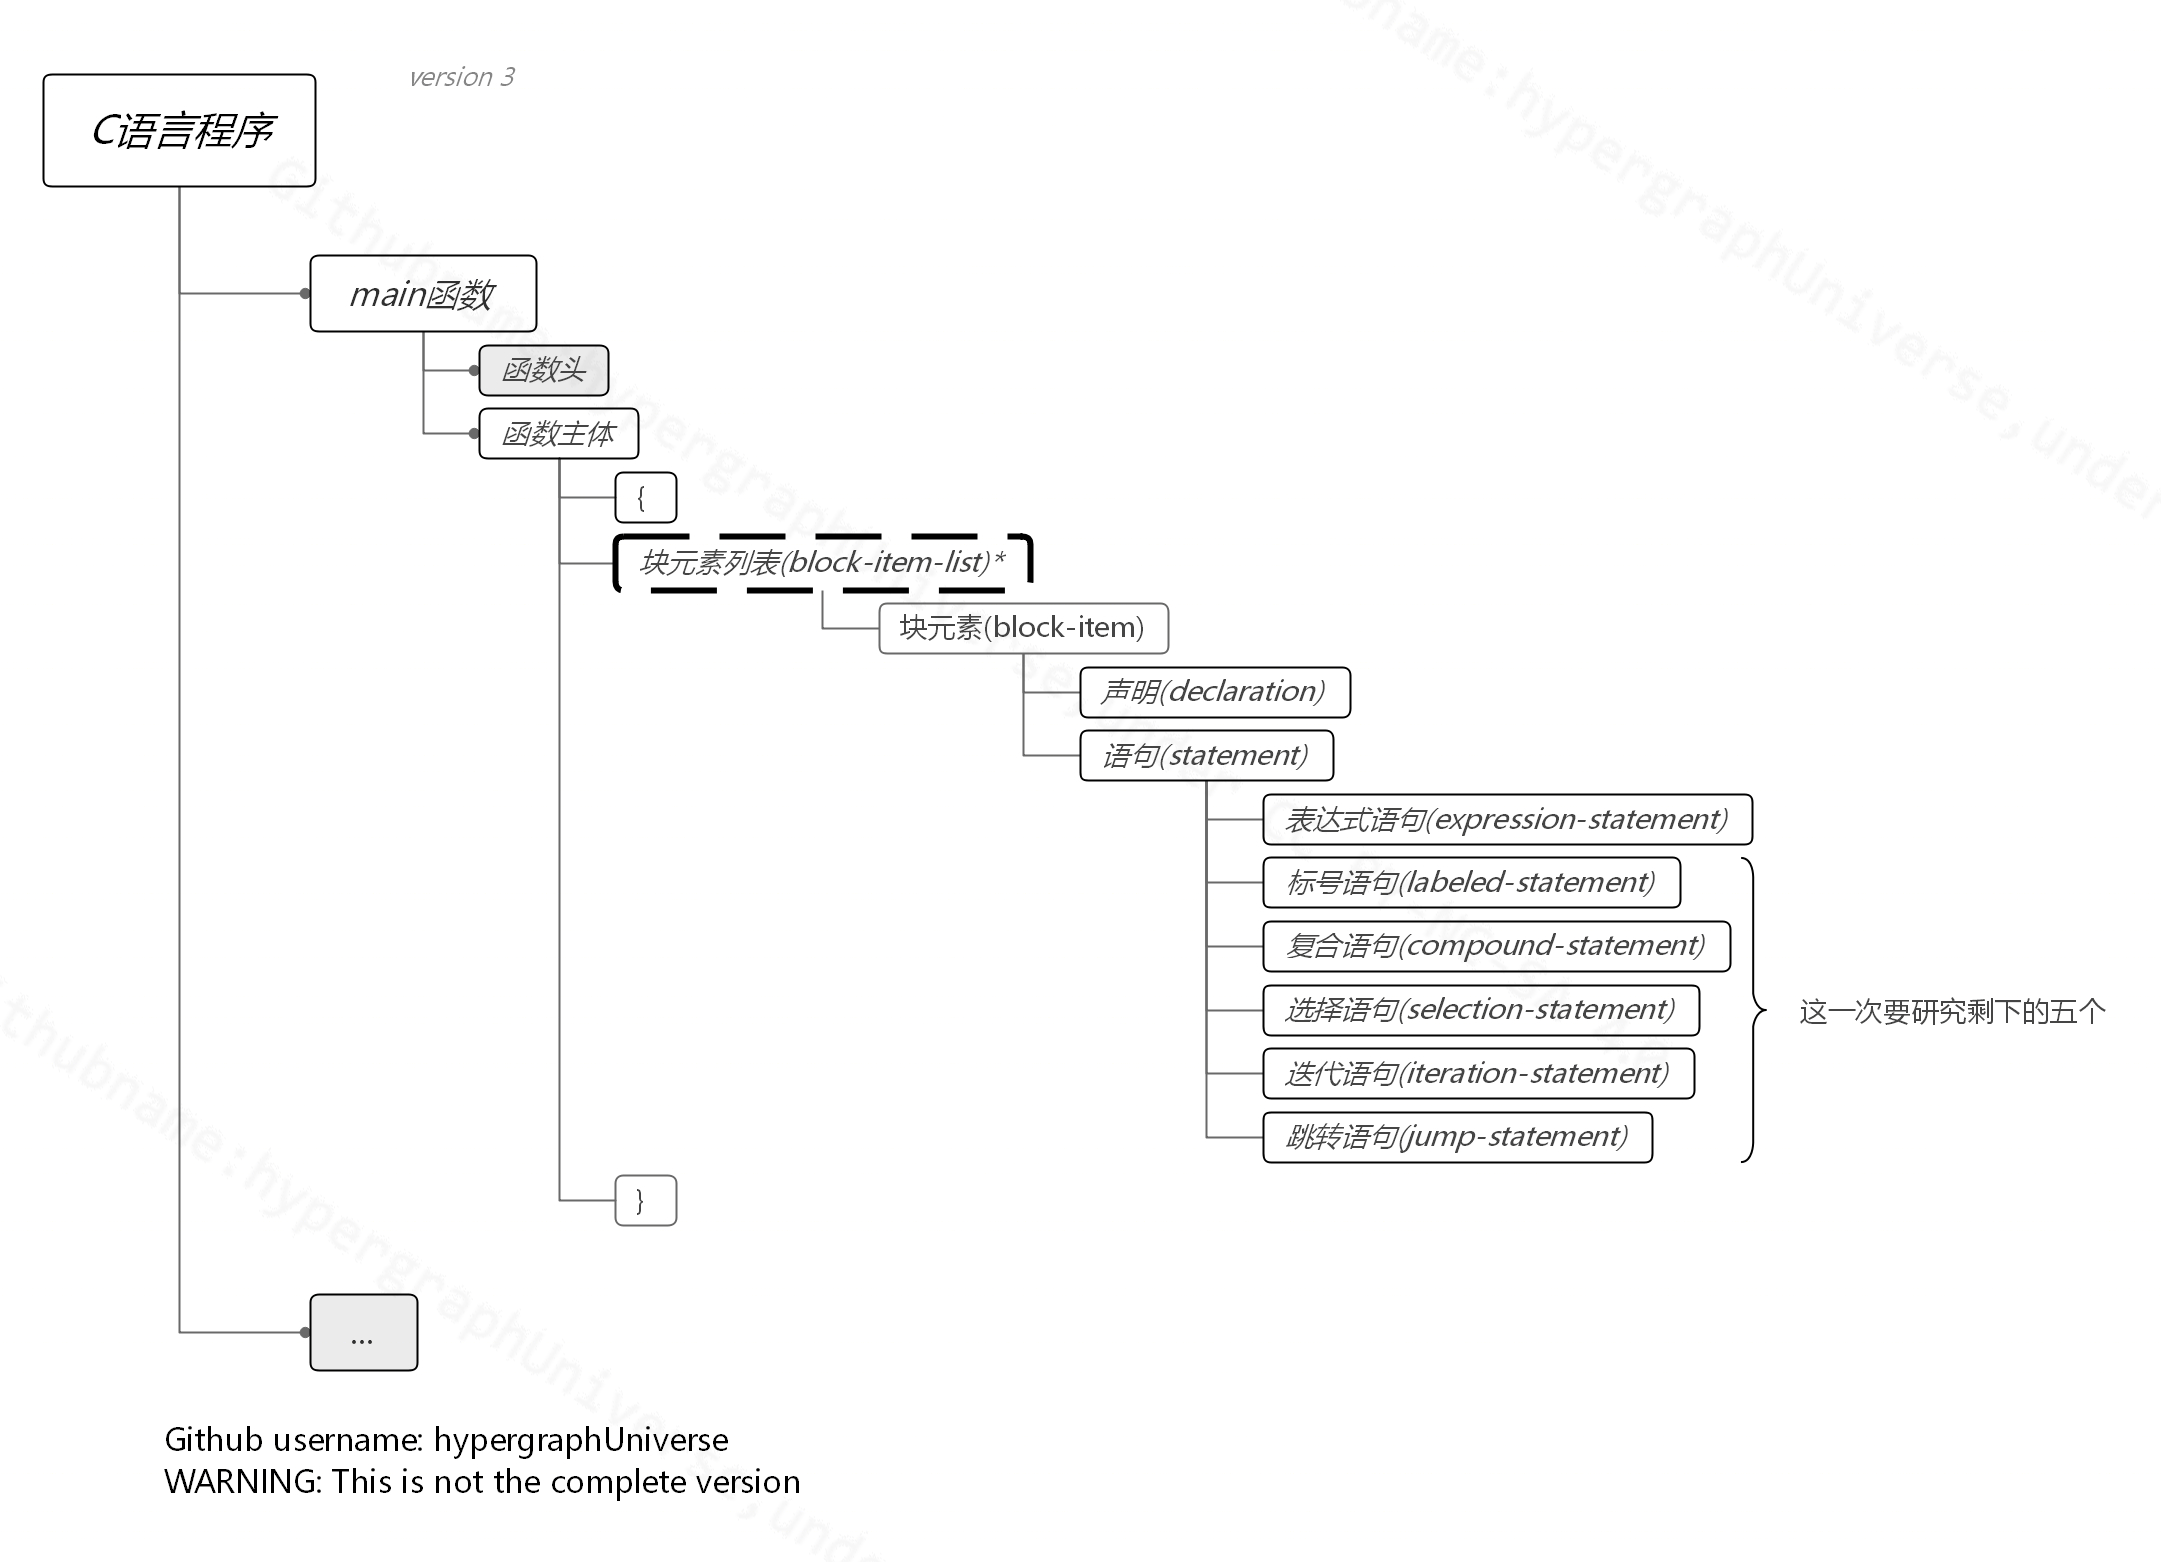 version 3
C语言程序
main函数
函数头
函数主体
{
块元素列表(block-item-list)*
块元素(block-item)
声明(declaration)
语句(statement)
表达式语句(expression-statement)
标号语句(labeled-statement)
复合语句(compound-statement)
选择语句(selection-statement)
这一次要研究剩下的五个
迭代语句(iteration-statement)
跳转语句(jump-statement)
}
...
Github username: hypergraphUniverse
WARNING: This is not the complete version